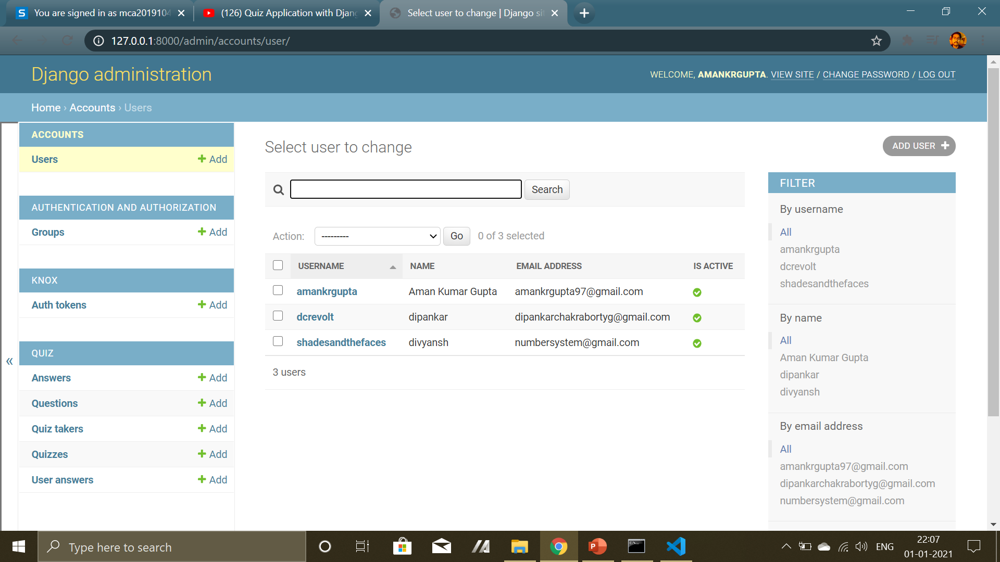 You are signed in as mca2019104
(126) Quiz Application with Djang
Select user to change | Django sit
127.0.0.1:8000/admin/accounts/user/
Django administration
WELCOME, AMANKRGUPTA. VIEW SITE / CHANGE PASSWORD / LOG OUT
Home › Accounts › Users
ACCOUNTS
Users Add
AUTHENTICATION AND AUTHORIZATION
Groups Add
KNOX
Auth tokens Add
QUIZ
Answers Add
Questions Add
Quiz takers Add
Quizzes Add
User answers Add
«
Select user to change
ADD USER
Search
Action: --------- Go 0 of 3 selected
USERNAME NAME EMAIL ADDRESS IS ACTIVE
amankrgupta Aman Kumar Gupta amankrgupta97@gmail.com
dcrevolt dipankar dipankarchakrabortyg@gmail.com
shadesandthefaces divyansh numbersystem@gmail.com
3 users
FILTER
By username
All
amankrgupta
dcrevolt
shadesandthefaces
By name
All
Aman Kumar Gupta
dipankar
divyansh
By email address
All
amankrgupta97@gmail.com
dipankarchakrabortyg@gmail.com
numbersystem@gmail.com
Type here to search
ENG
22:07
01-01-2021